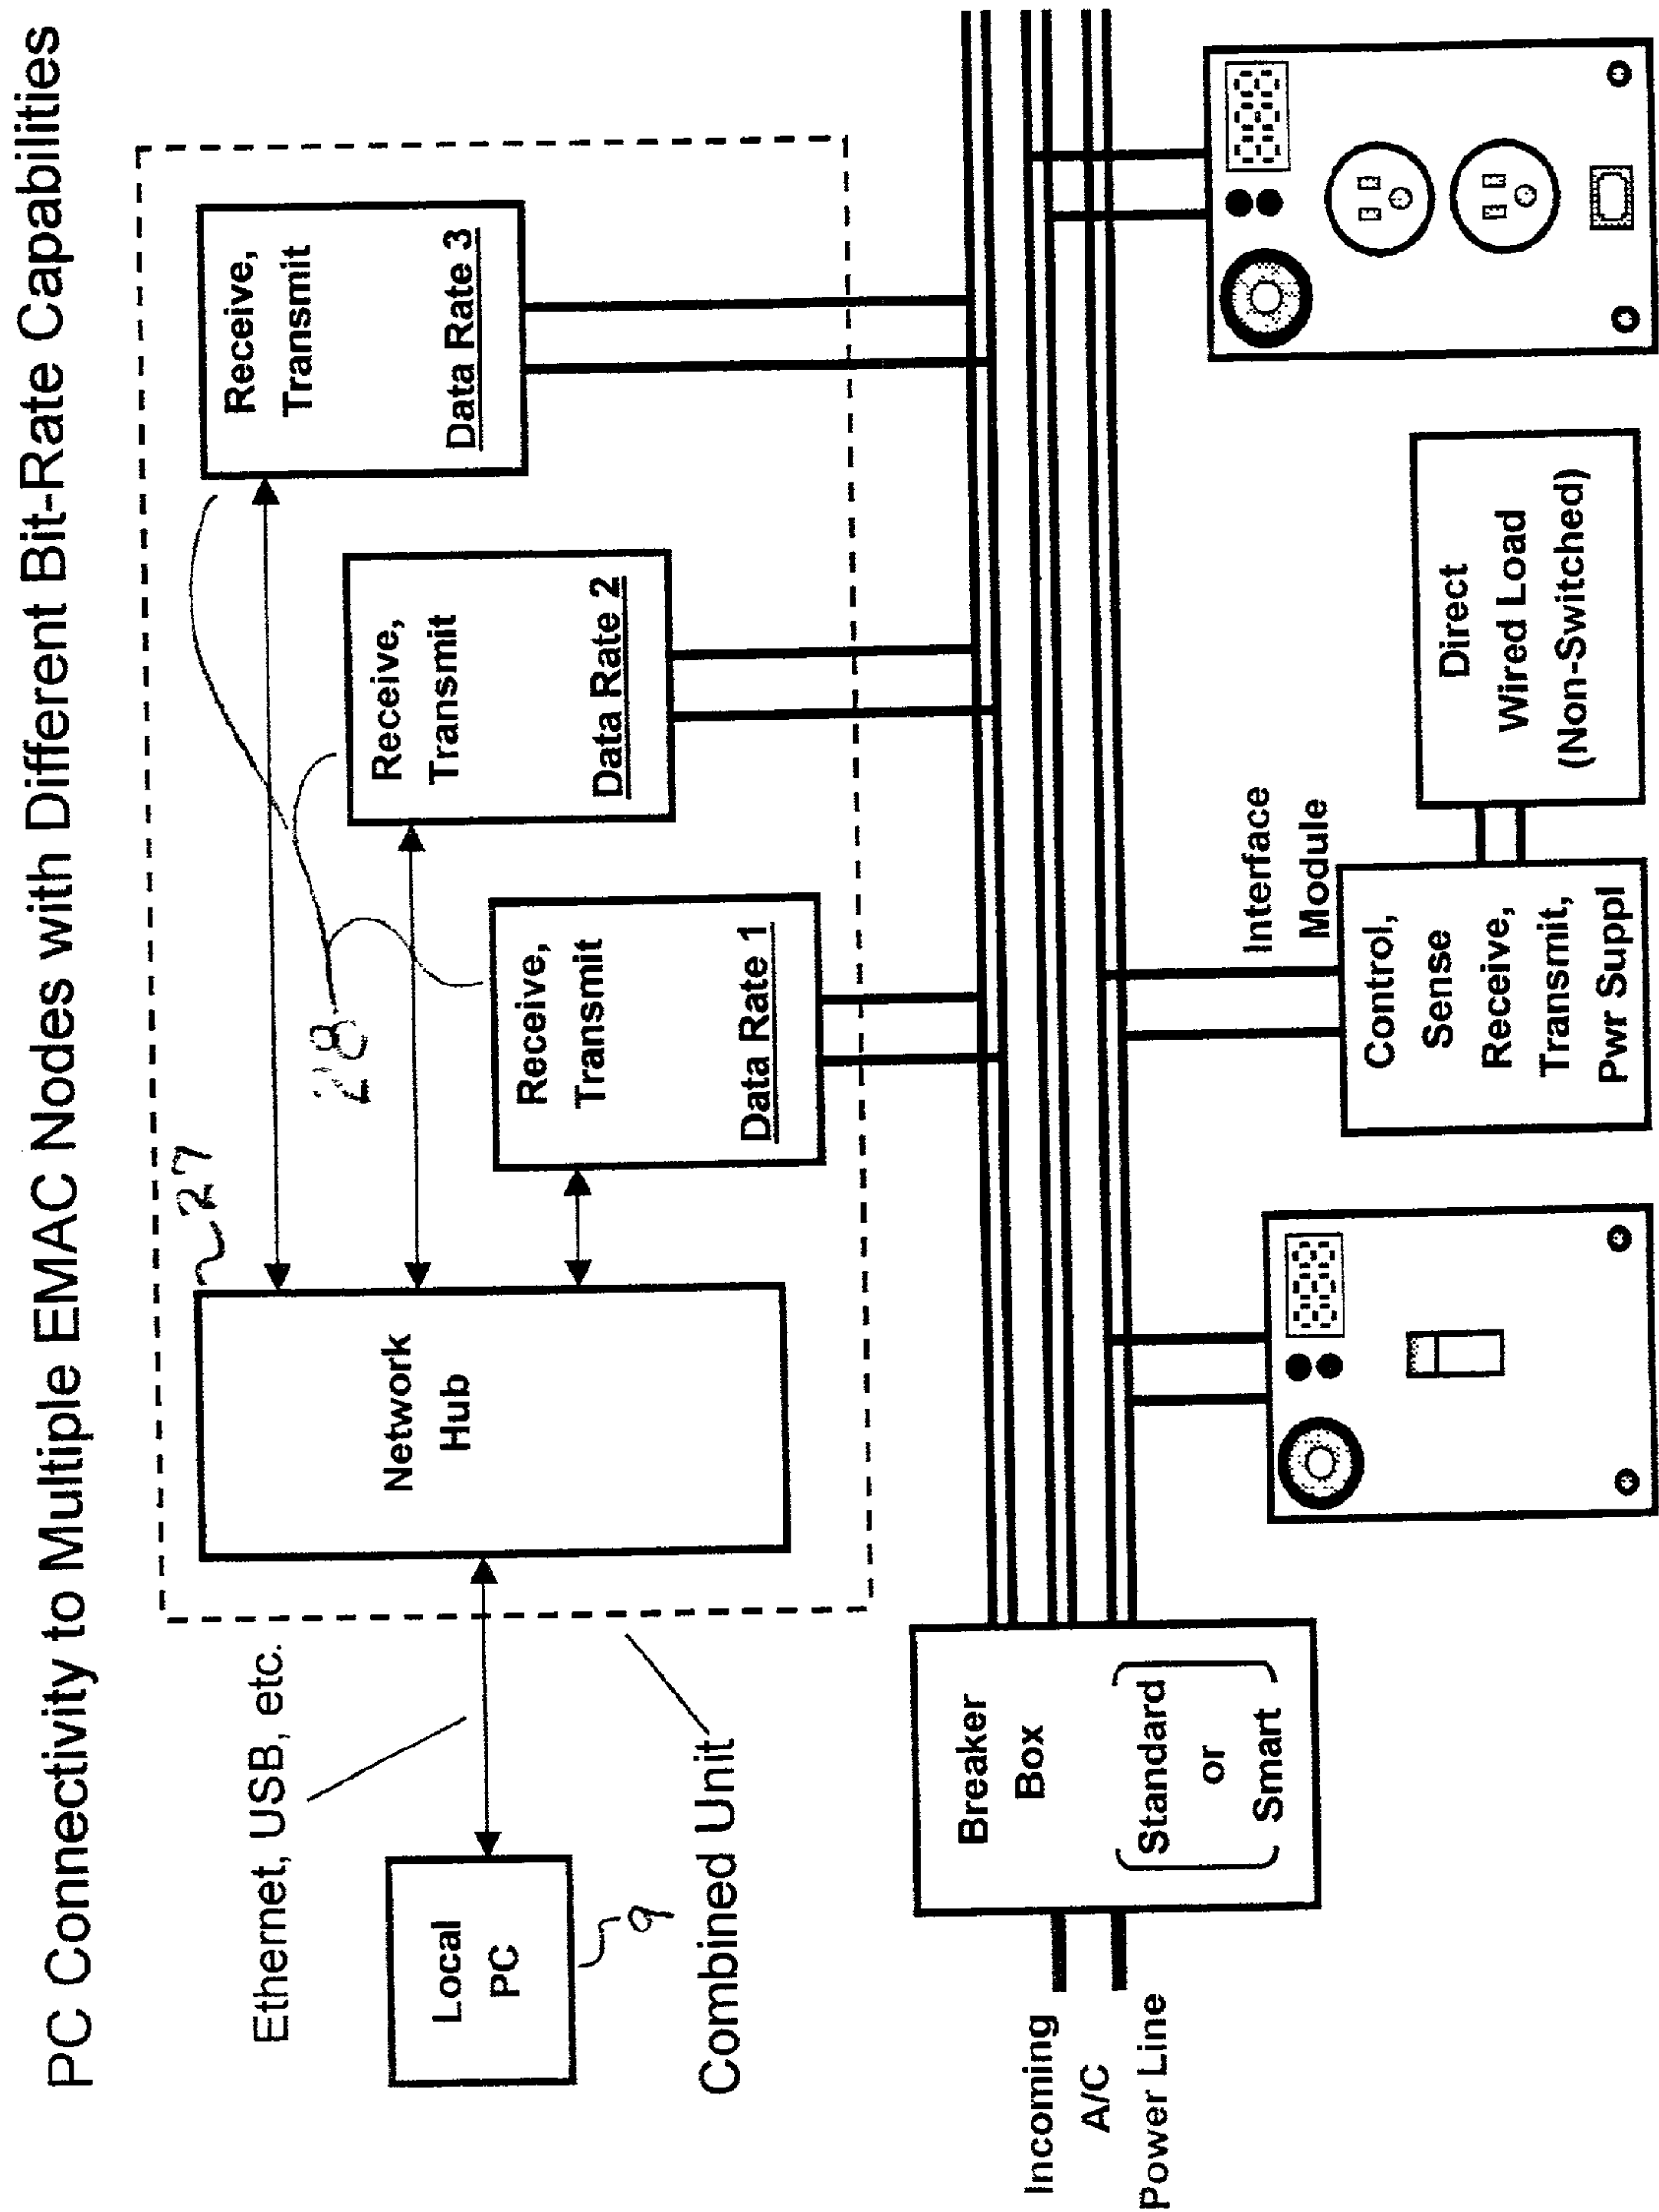 PC Connectivity to Multiple EMAC Nodes with Different Bit-Rate Capabilities
Ethernet, USB, etc.
Local
PC
9
Combined Unit
27
Network
Hub
28
Receive,
Transmit
Data Rate 1
Receive,
Transmit
Data Rate 2
Receive,
Transmit
Data Rate 3
Incoming
A/C
Power Line
Breaker
Box
Standard
or
Smart
Interface
Module
Control,
Sense
Receive,
Transmit,
Pwr Suppl
Direct
Wired Load
(Non-Switched)